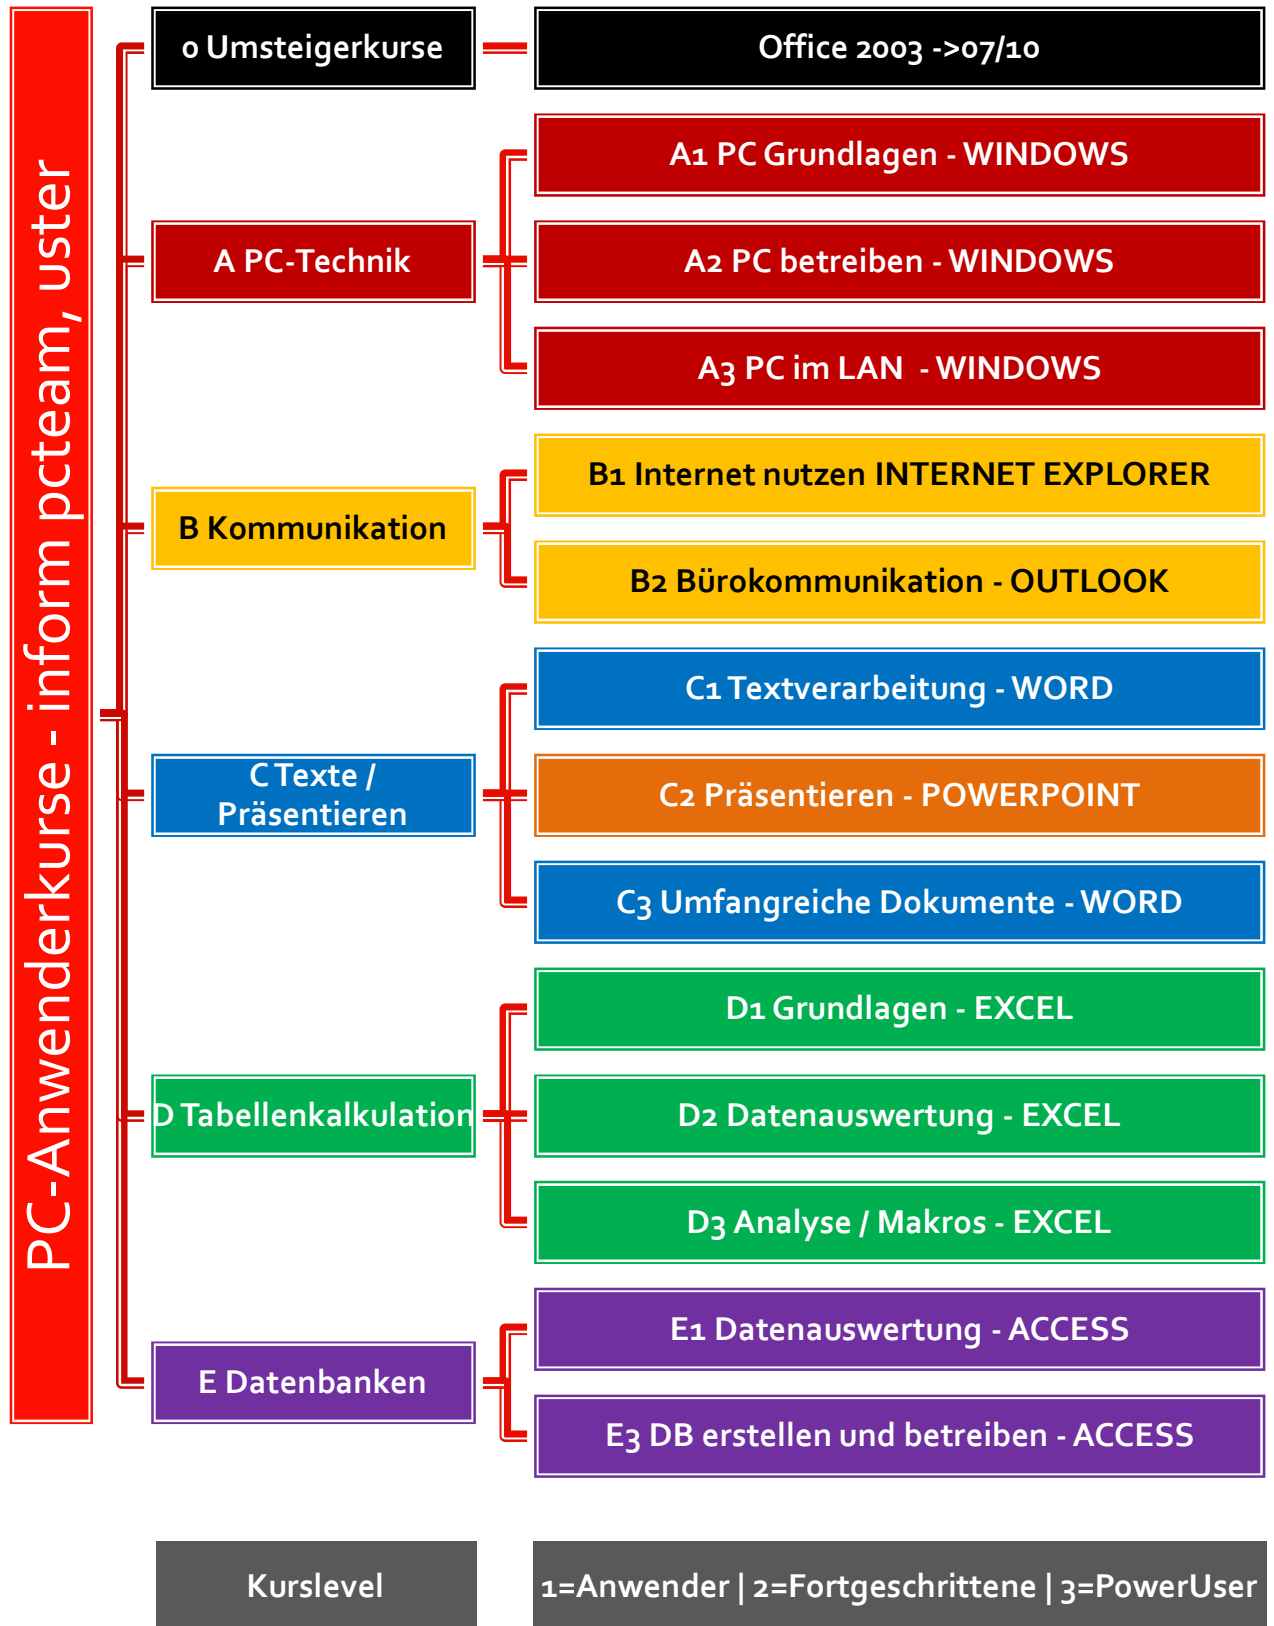 PC-Anwenderkurse - inform pcteam, uster
0 Umsteigerkurse
Office 2003 ->07/10
A PC-Technik
A1 PC Grundlagen - WINDOWS
A2 PC betreiben - WINDOWS
A3 PC im LAN - WINDOWS
B Kommunikation
B1 Internet nutzen INTERNET EXPLORER
B2 Bürokommunikation - OUTLOOK
C Texte /
Präsentieren
C1 Textverarbeitung - WORD
C2 Präsentieren - POWERPOINT
C3 Umfangreiche Dokumente - WORD
D Tabellenkalkulation
D1 Grundlagen - EXCEL
D2 Datenauswertung - EXCEL
D3 Analyse / Makros - EXCEL
E Datenbanken
E1 Datenauswertung - ACCESS
E3 DB erstellen und betreiben - ACCESS
Kurslevel
1=Anwender | 2=Fortgeschrittene | 3=PowerUser